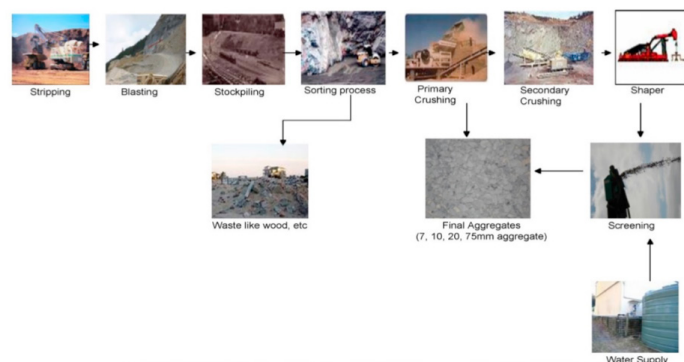 Stripping
Blasting
Stockpiling
Sorting process
Primary
Crushing
Secondary
Crushing
Shaper
Waste like wood, etc
Final Aggregates
(7, 10, 20, 75mm aggregate)
Screening
Water Supply